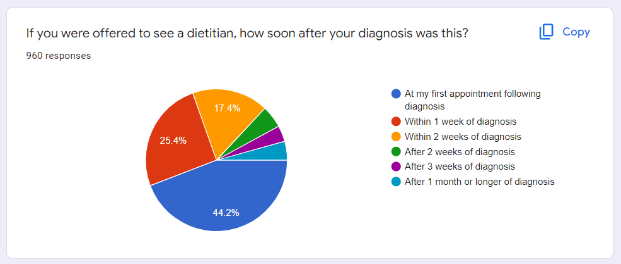 If you were offered to see a dietitian, how soon after your diagnosis was this?
Copy
960 responses
17.4%
25.4%
44.2%
At my first appointment following
diagnosis
Within 1 week of diagnosis
Within 2 weeks of diagnosis
After 2 weeks of diagnosis
After 3 weeks of diagnosis
After 1 month or longer of diagnosis